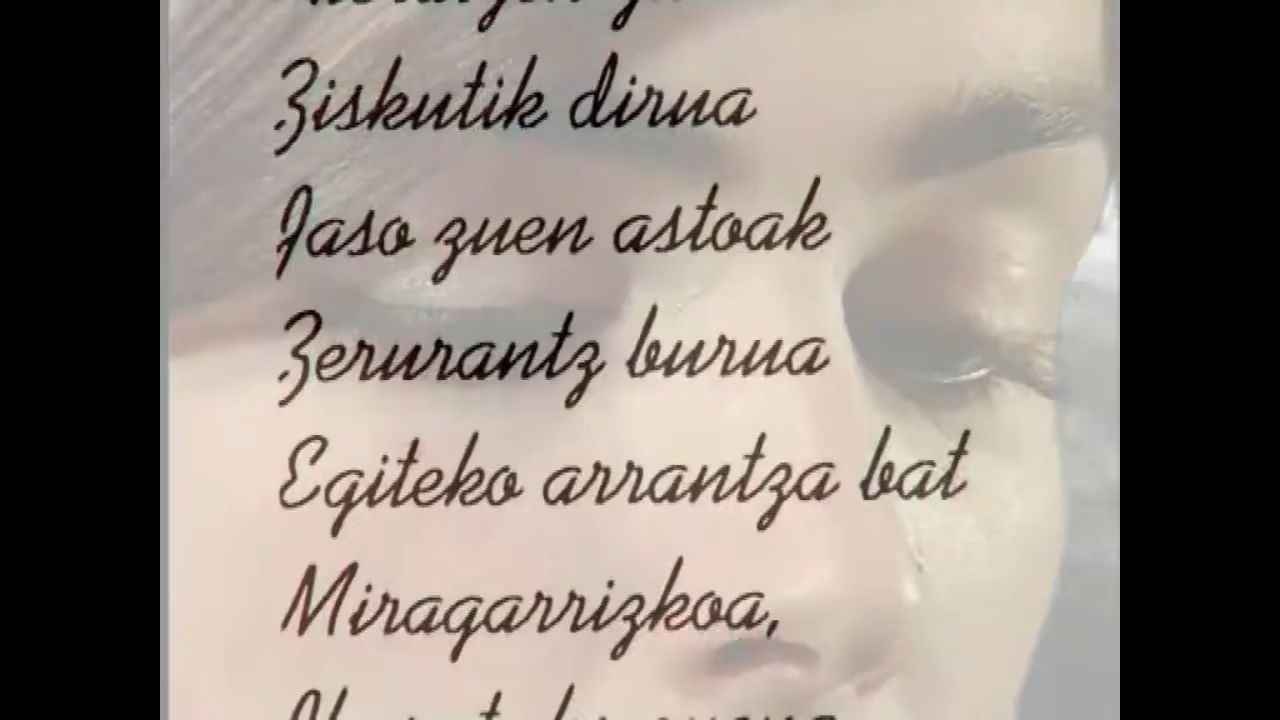 Ziskutik dirua
Jaso zuen astoak
Zerurantz burua
Egiteko arrantza bat
Miragarrizkoa,